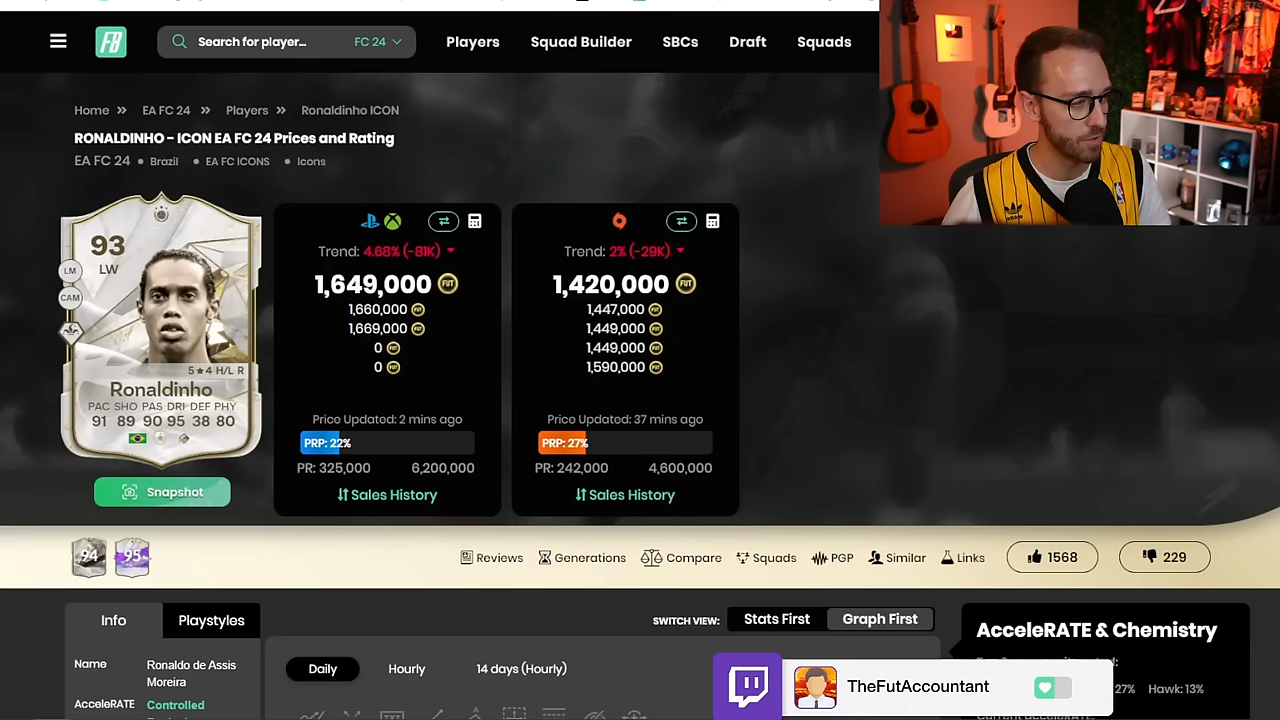 FB
Search for player...
FC 24
Players
Squad Builder
SBCs
Draft
Squads
Home » EA FC 24 » Players » Ronaldinho ICON
RONALDINHO - ICON EA FC 24 Prices and Rating
EA FC 24 • Brazil • EA FC ICONS • Icons
93
LW
LM
CAM
5★4 H/L R
Ronaldinho
PAC SHO PAS DRI DEF PHY
91 89 90 95 38 80
Snapshot
Trend: 4.68% (-81K)
1,649,000
1,660,000
1,669,000
0
0
Price Updated: 2 mins ago
PRP: 22%
PR: 325,000 6,200,000
Sales History
Trend: 2% (-29K)
1,420,000
1,447,000
1,449,000
1,449,000
1,590,000
Price Updated: 37 mins ago
PRP: 27%
PR: 242,000 4,600,000
Sales History
94
95
Reviews
Generations
Compare
Squads
PGP
Similar
Links
1568
229
Info
Playstyles
SWITCH VIEW:
Stats First
Graph First
Name
Ronaldo de Assis
Moreira
AcceleRATE
Controlled
Daily
Hourly
14 days (Hourly)
AcceleRATE & Chemistry
27% Hawk: 13%
TheFutAccountant